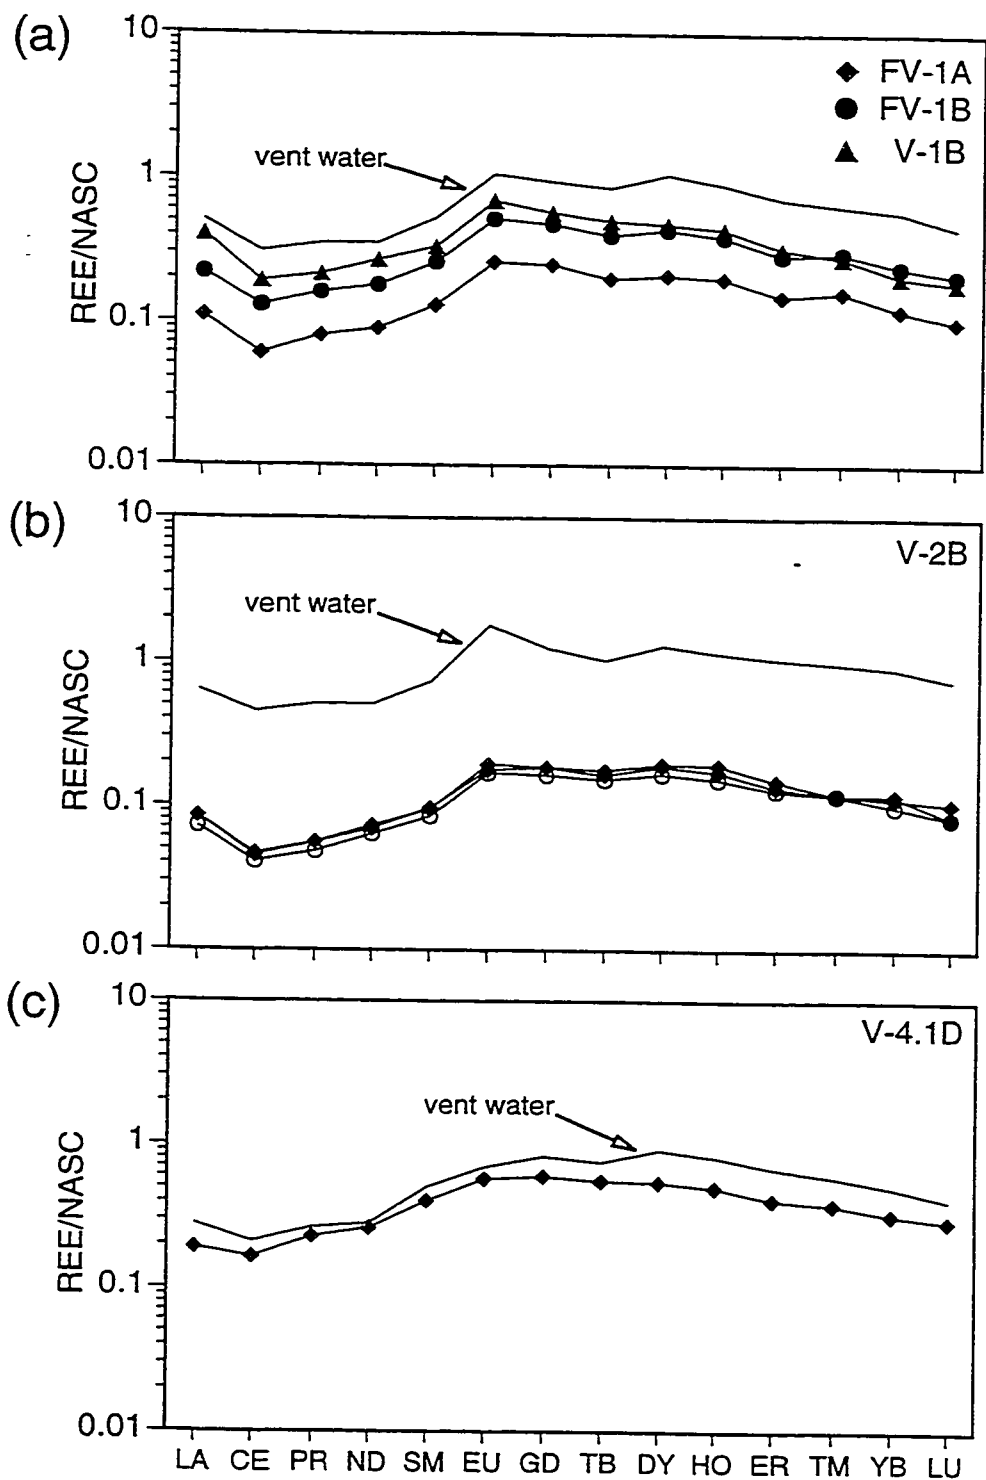 (a)
10
1
0.1
0.01
REE/NASC
vent water
FV-1A
FV-1B
V-1B
(b)
10
1
0.1
0.01
REE/NASC
vent water
V-2B
(c)
10
1
0.1
0.01
REE/NASC
vent water
V-4.1D
LA CE PR ND SM EU GD TB DY HO ER TM YB LU